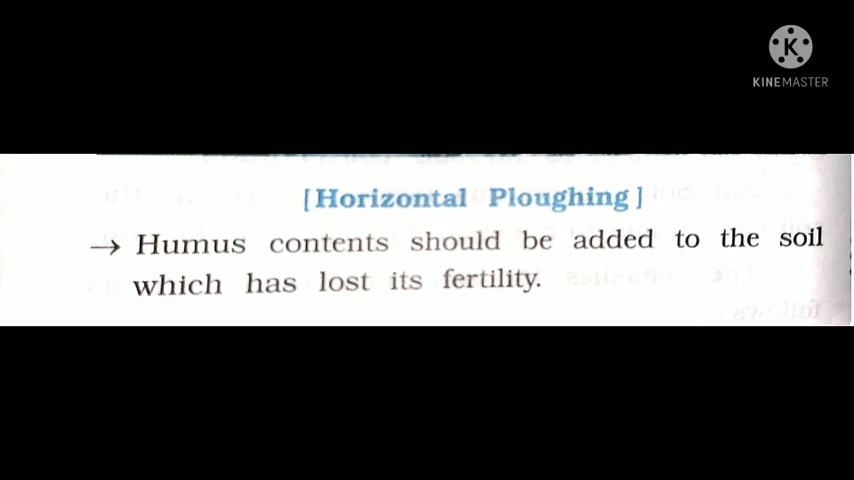 KINEMASTER
[Horizontal Ploughing]
→ Humus contents should be added to the soil
which has lost its fertility.